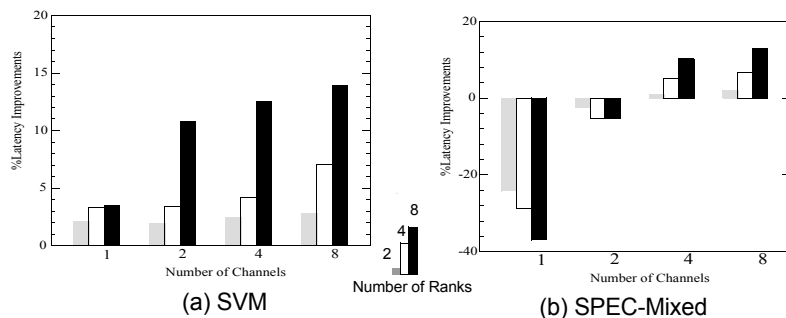 20
15
10
5
0
%Latency Improvements
1 2 4 8
Number of Channels
(a) SVM
2 4 8
Number of Ranks
20
0
-20
-40
%Latency Improvements
1 2 4 8
Number of Channels
(b) SPEC-Mixed